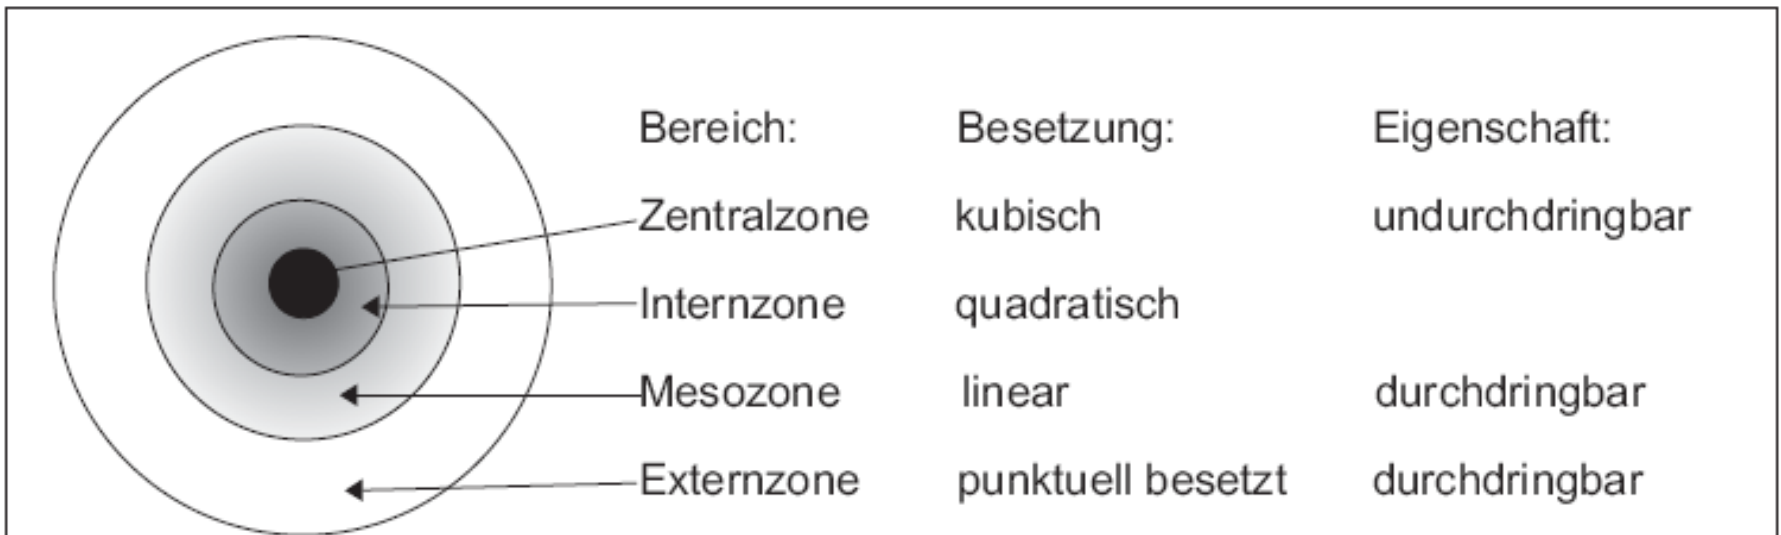 Bereich: Besetzung: Eigenschaft:
Zentralzone kubisch undurchdringbar
Internzone quadratisch
Mesozone linear durchdringbar
Externzone punktuell besetzt durchdringbar